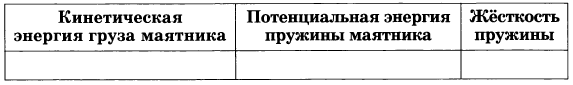 Кинетическая
энергия груза маятника
Потенциальная энергия
пружины маятника
Жёсткость
пружины